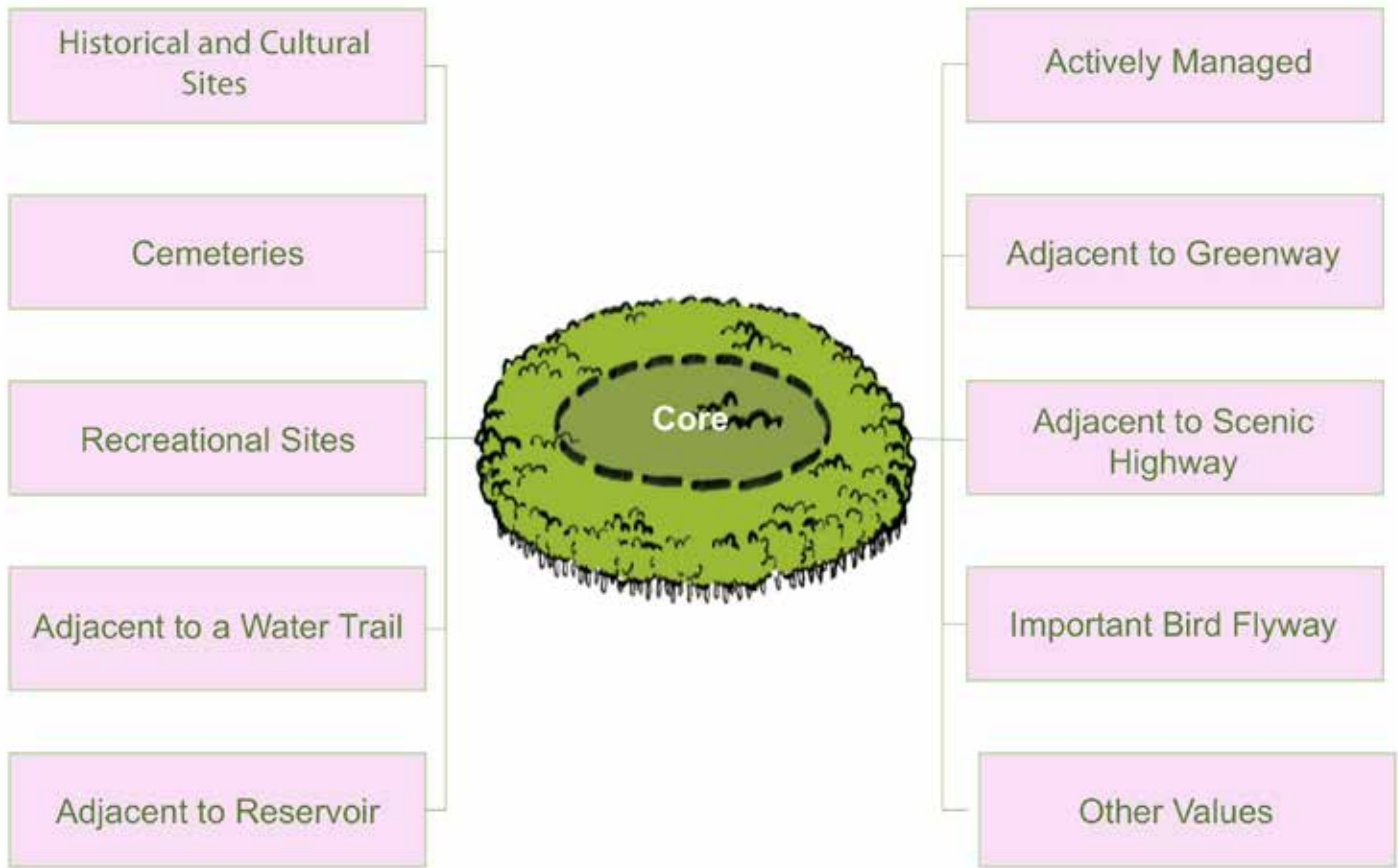 Historical and Cultural
Sites
Cemeteries
Recreational Sites
Adjacent to a Water Trail
Adjacent to Reservoir
Core
Actively Managed
Adjacent to Greenway
Adjacent to Scenic
Highway
Important Bird Flyway
Other Values